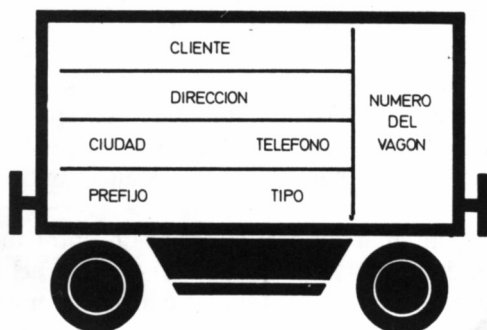 CLIENTE
DIRECCION
CIUDAD TELEFONO
PREFIJO TIPO
NUMERO
DEL
VAGON